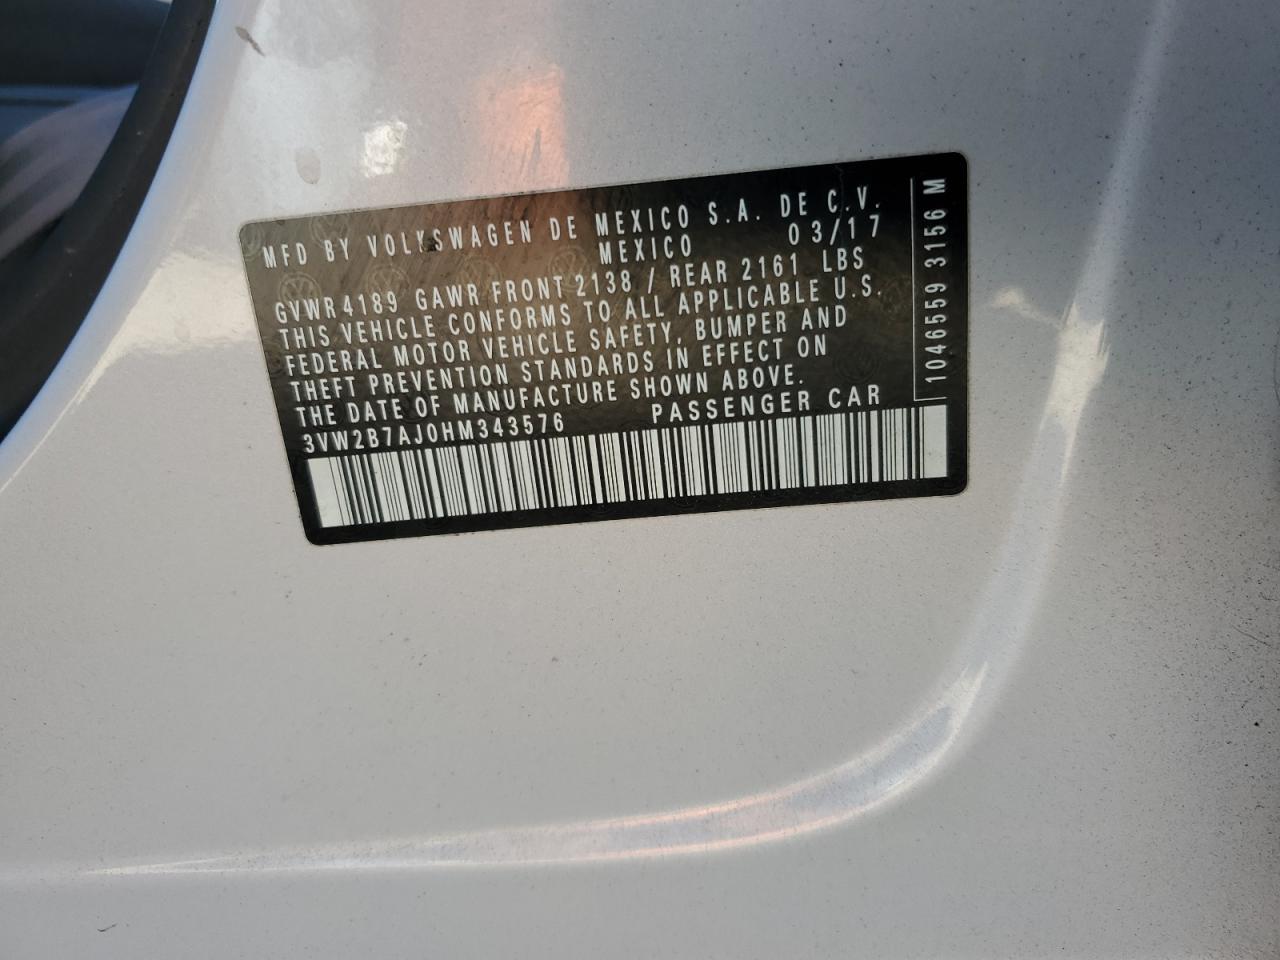 MFD BY VOLKSWAGEN DE MEXICO S.A. DE C.V.
MEXICO 03/17
GVWR 4189 GAWR FRONT 2138 / REAR 2161 LBS
THIS VEHICLE CONFORMS TO ALL APPLICABLE U.S.
FEDERAL MOTOR VEHICLE SAFETY, BUMPER AND
THEFT PREVENTION STANDARDS IN EFFECT ON
THE DATE OF MANUFACTURE SHOWN ABOVE.
3VW2B7AJ0HM343576 PASSENGER CAR
1046559 3156 M